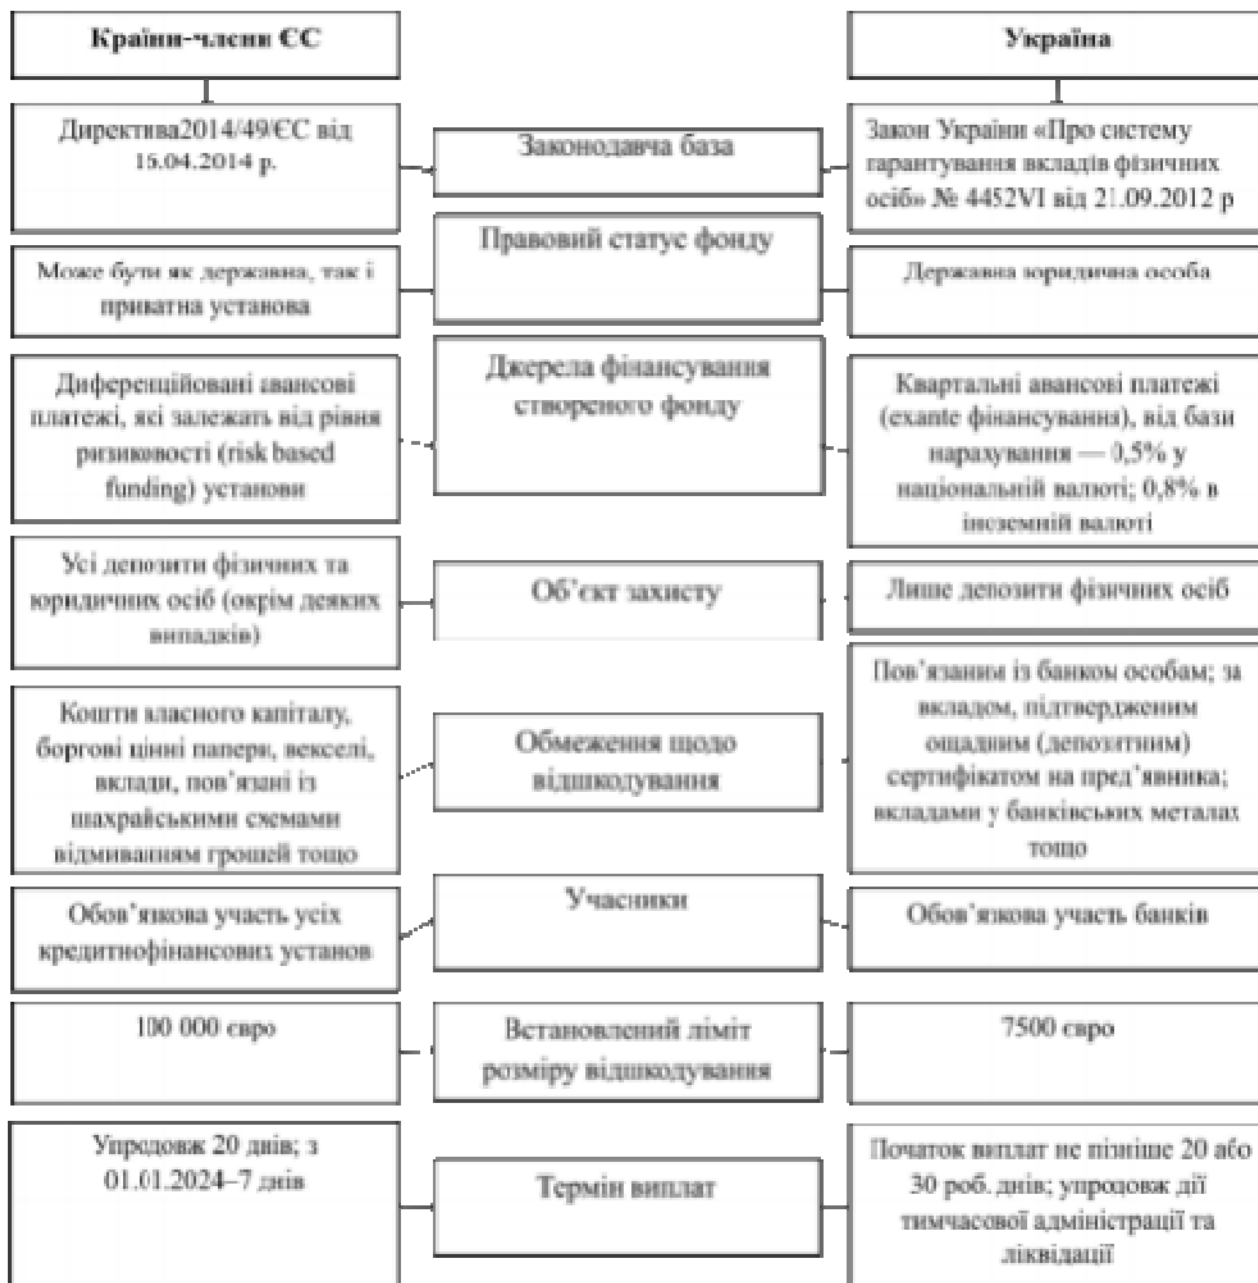 Країни-члени ЄС
Україна
Директива2014/49/ЄС від
15.04.2014 р.
Законодавча база
Закон України «Про систему
гарантування вкладів фізичних
осіб» № 4452VI від 21.09.2012 р
Може бути як державна, так і
приватна установа
Правовий статус фонду
Державна юридична особа
Диференційовані авансові
платежі, які залежать від рівня
ризиковості (risk based
funding) установи
Джерела фінансування
створеного фонду
Квартальні авансові платежі
(exante фінансування), від бази
нарахування — 0,5% у
національній валюті; 0,8% в
іноземній валюті
Усі депозити фізичних та
юридичних осіб (окрім деяких
випадків)
Об’єкт захисту
Лише депозити фізичних осіб
Кошти власного капіталу,
боргові цінні папери, векселі,
вклади, пов’язані із
шахрайськими схемами
відмиванням грошей тощо
Обмеження щодо
відшкодування
Пов’язаним із банком особам; за
вкладом, підтвердженим
ощадним (депозитним)
сертифікатом на пред’явника;
вкладами у банківських металах
тощо
Обов’язкова участь усіх
кредитнофінансових установ
Учасники
Обов’язкова участь банків
100 000 євро
Встановлений ліміт
розміру відшкодування
7500 євро
Упродовж 20 днів; з
01.01.2024–7 днів
Термін виплат
Початок виплат не пізніше 20 або
30 роб. днів; упродовж дії
тимчасової адміністрації та
ліквідації